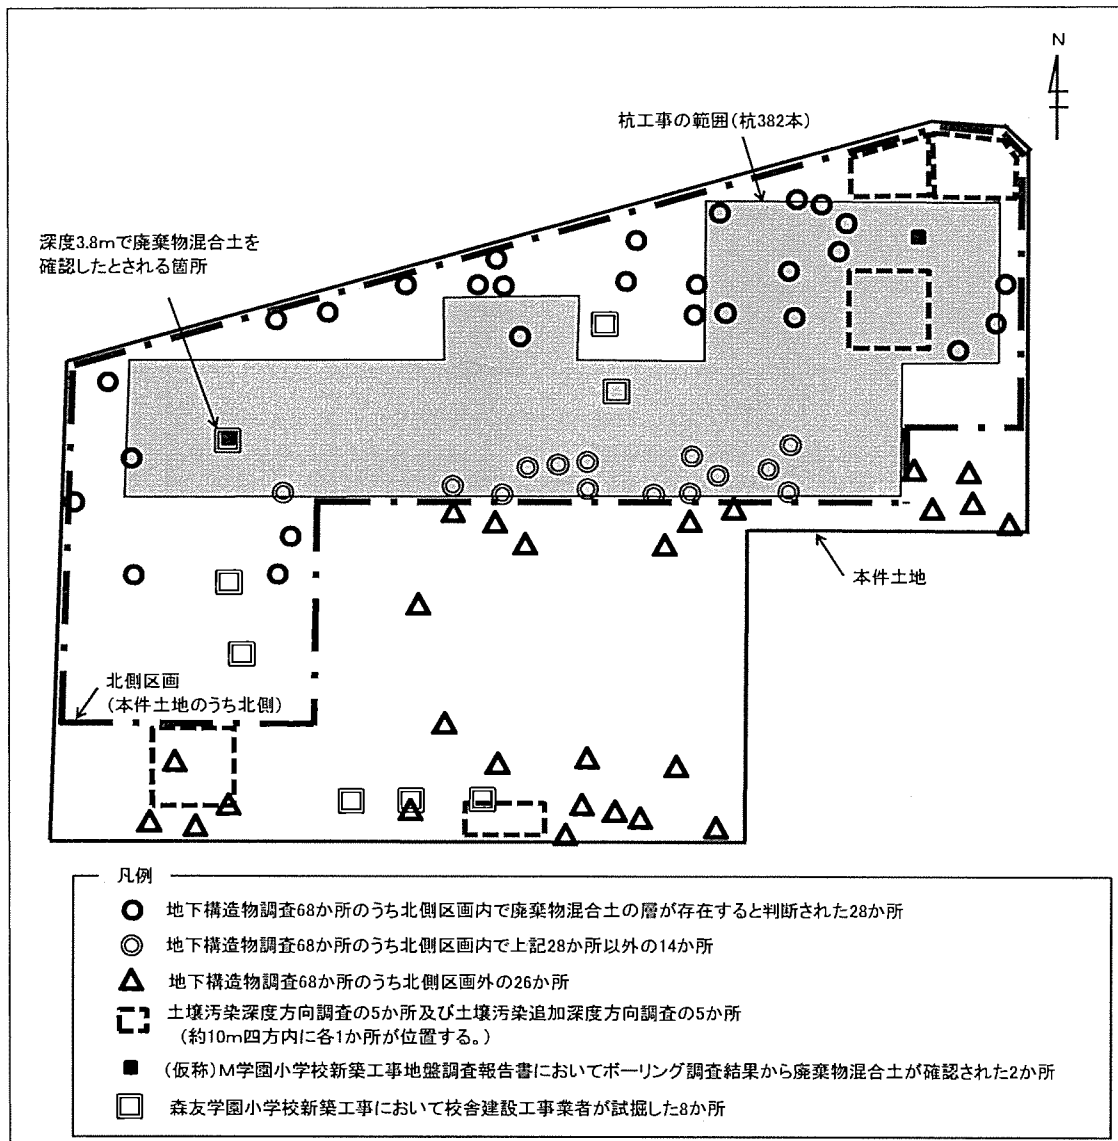 N
杭工事の範囲(杭382本)
深度3.8mで廃棄物混合土を
確認したとされる箇所
本件土地
北側区画
(本件土地のうち北側)
凡例
地下構造物調査68か所のうち北側区画内で廃棄物混合土の層が存在すると判断された28か所
地下構造物調査68か所のうち北側区画内で上記28か所以外の14か所
地下構造物調査68か所のうち北側区画外の26か所
土壌汚染深度方向調査の5か所及び土壌汚染追加深度方向調査の5か所
(約10m四方内に各1か所が位置する。)
(仮称)M学園小学校新築工事地盤調査報告書においてボーリング調査結果から廃棄物混合土が確認された2か所
森友学園小学校新築工事において校舎建設工事業者が試掘した8か所